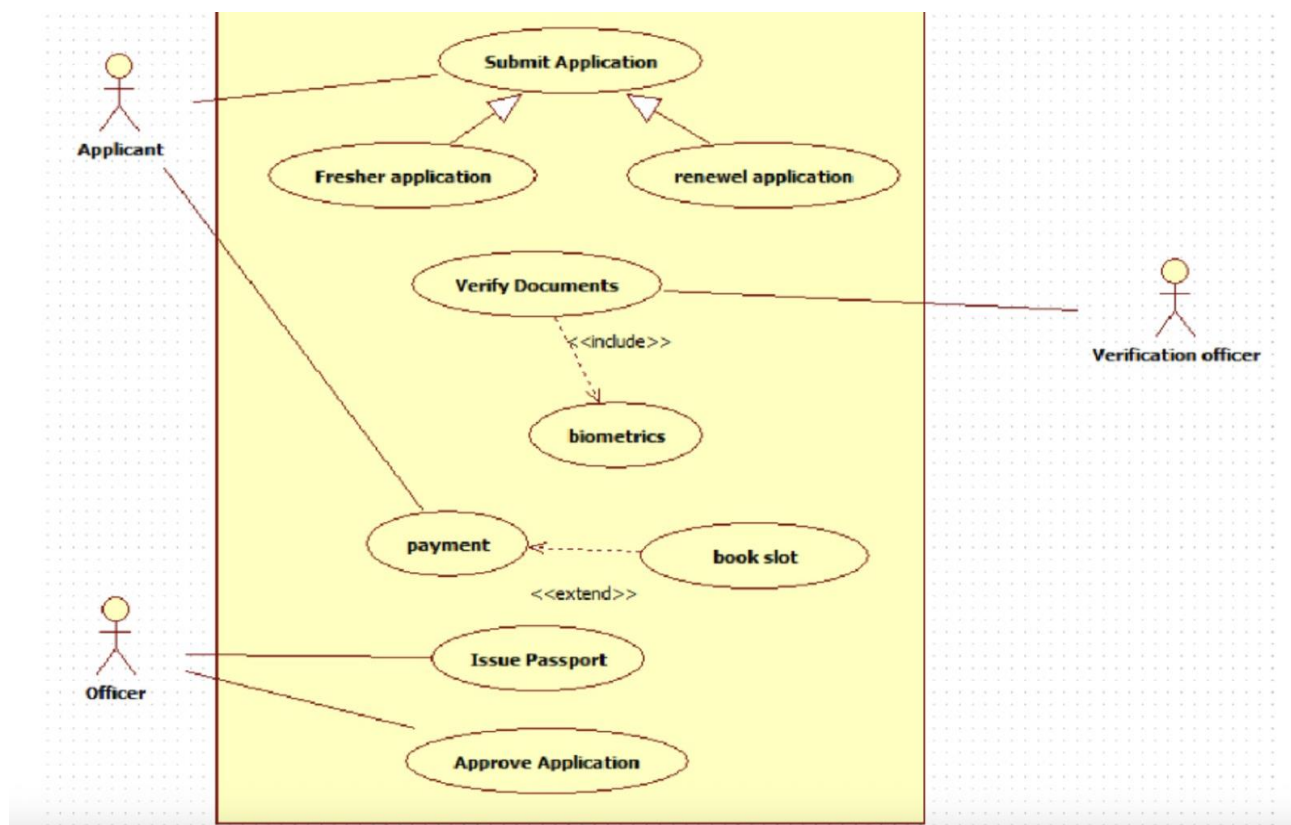 Submit Application
Applicant
Fresher application
renewel application
Verify Documents
<<include>>
Verification officer
biometrics
payment
book slot
<<extend>>
Issue Passport
Officer
Approve Application